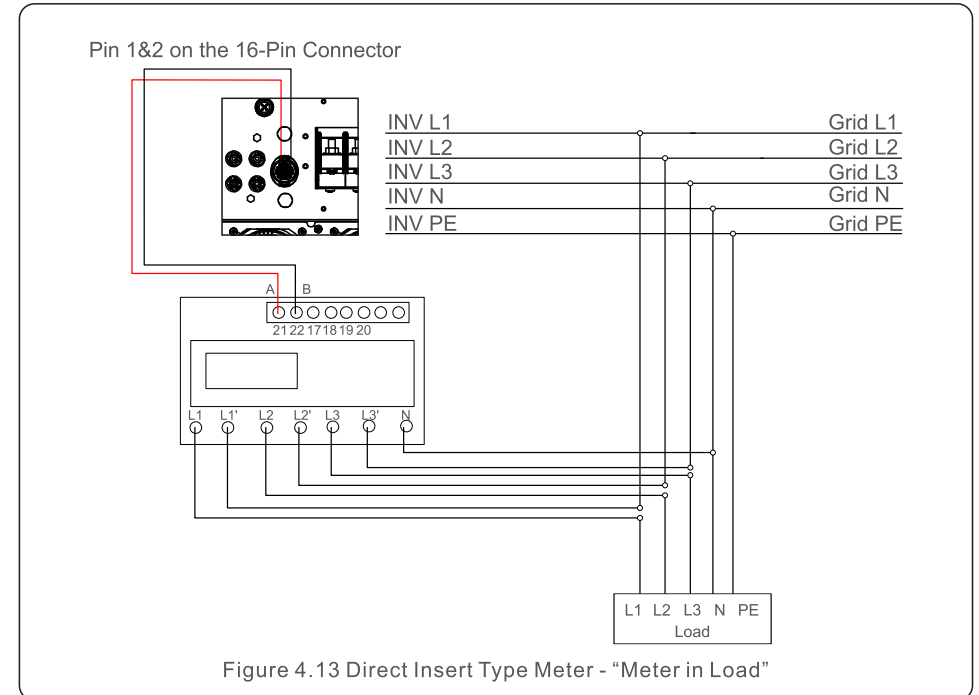 Pin 1&2 on the 16-Pin Connector
INV L1 Grid L1
INV L2 Grid L2
INV L3 Grid L3
INV N Grid N
INV PE Grid PE
A B
21 22 17 18 19 20
L1 L1' L2 L2' L3 L3' N
L1 L2 L3 N PE
Load
Figure 4.13 Direct Insert Type Meter - “Meter in Load”